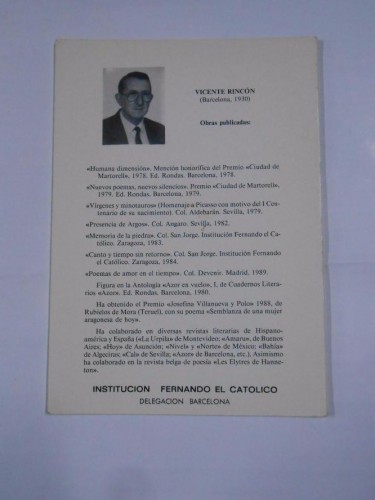 VICENTE RINCÓN
(Barcelona, 1930)
Obras publicadas:
«Humana dissensión». Mención honorífica del Premio «Ciudad de
Martorell», 1978. Ed. Rondas. Barcelona, 1978.
«Nuevos poemas, nuevos silencios». Premio «Ciudad de Martorell»,
1979. Ed. Rondas. Barcelona, 1979.
«Vírgenes y minotauros» (Homenaje a Picasso con motivo del I Cen-
tenario de su nacimiento). Col. Aldebarán. Sevilla, 1979.
«Presencia de Argos». Col. Angaro. Sevilla, 1982.
«Memoria de la piedra». Col. San Jorge. Institución Fernando el Ca-
tólico. Zaragoza, 1983.
«Canto y tiempo sin retorno». Col. San Jorge. Institución Fernando
el Católico. Zaragoza, 1984.
«Poemas de amor en el tiempo». Col. Devenir. Madrid, 1989.
Figura en la Antología «Azor en vuelo», I, de Cuadernos Litera-
rios «Azor». Ed. Rondas. Barcelona, 1980.
Ha obtenido el Premio «Josefina Villanueva y Polo» 1988, de
Rubielos de Mora (Teruel), con su poema «Semblanza de una mujer
aragonesa de hoy».
Ha colaborado en diversas revistas literarias de Hispano-
américa y España («La Urpila» de Montevideo; «Amaru», de Buenos
Aires; «Hoy» de Asunción; «Nivel» y «Norte» de México; «Bahía»
de Algeciras; «Cal» de Sevilla; «Azor» de Barcelona, etc.). Asimismo
ha colaborado en la revista belga de poesía «Les Elytres de Hanne-
ton».
INSTITUCION FERNANDO EL CATOLICO
DELEGACION BARCELONA